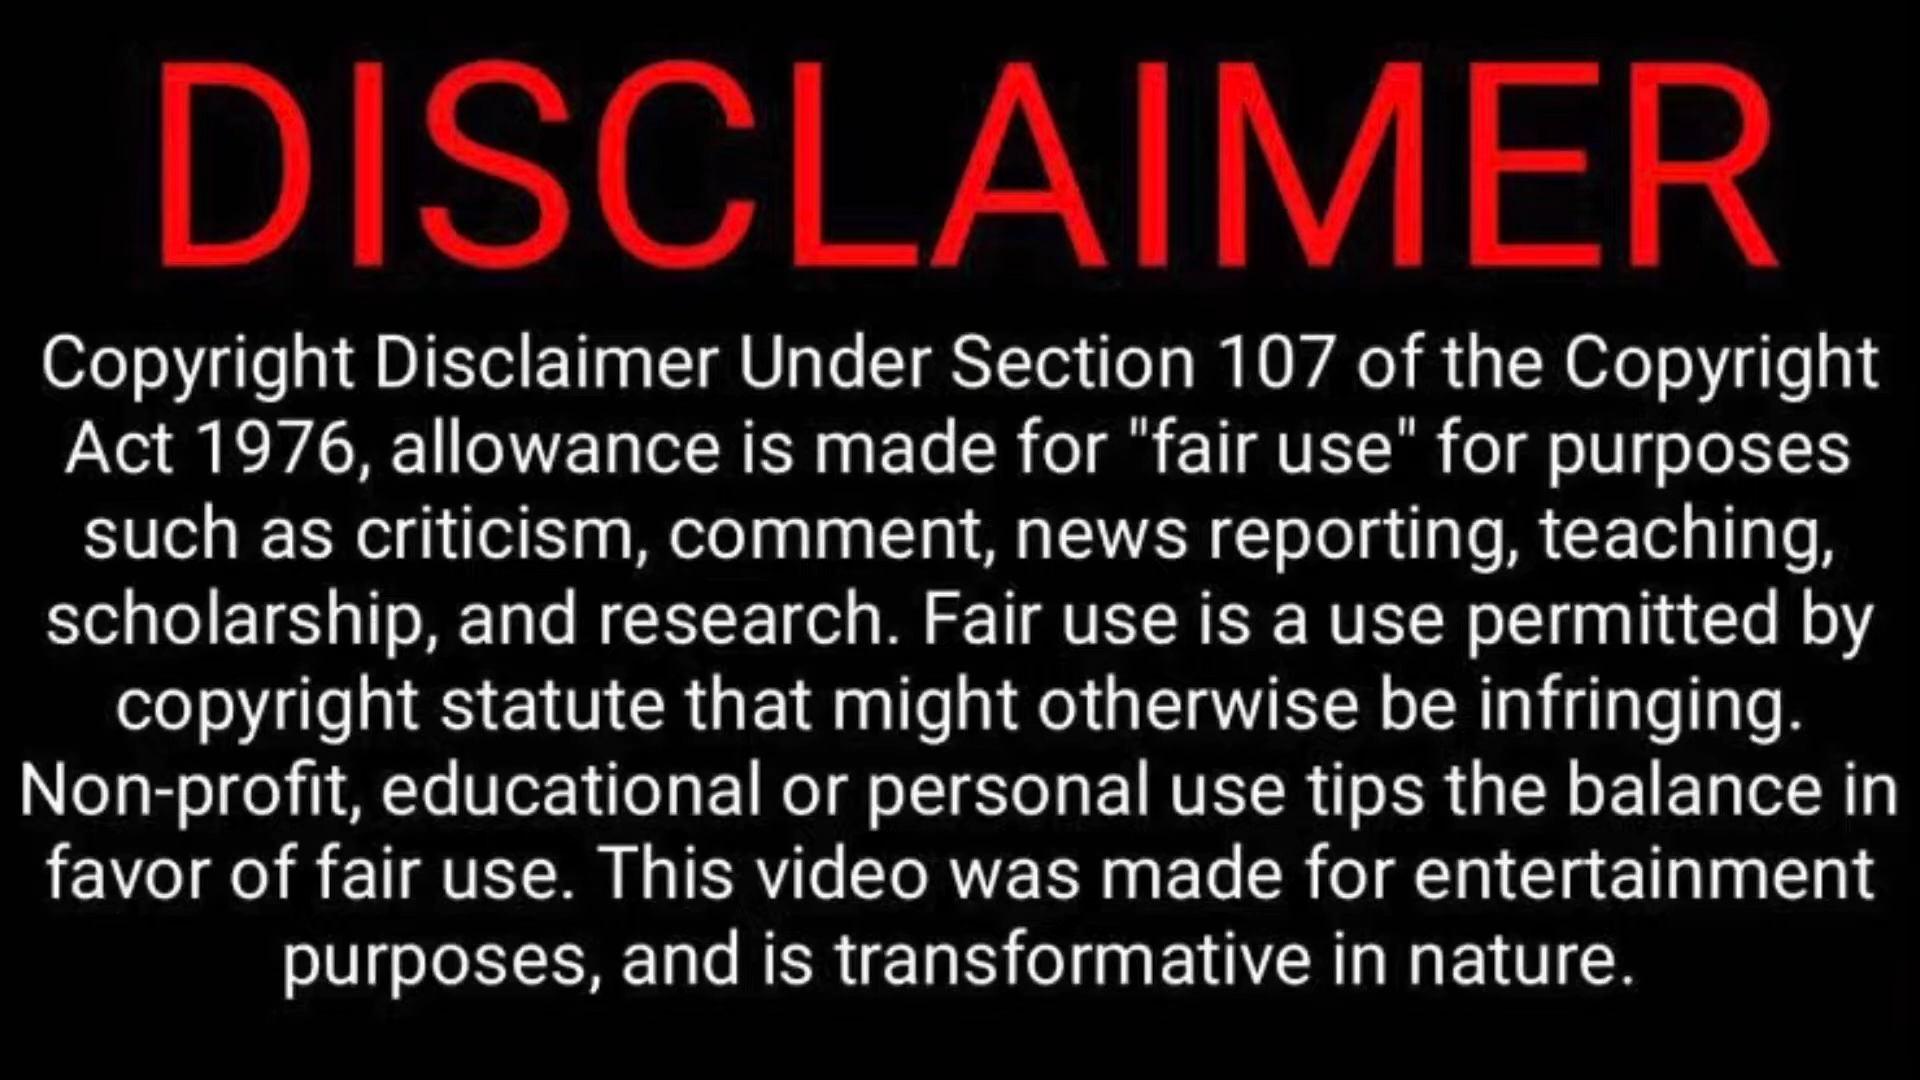 DISCLAIMER
Copyright Disclaimer Under Section 107 of the Copyright
Act 1976, allowance is made for "fair use" for purposes
such as criticism, comment, news reporting, teaching,
scholarship, and research. Fair use is a use permitted by
copyright statute that might otherwise be infringing.
Non-profit, educational or personal use tips the balance in
favor of fair use. This video was made for entertainment
purposes, and is transformative in nature.